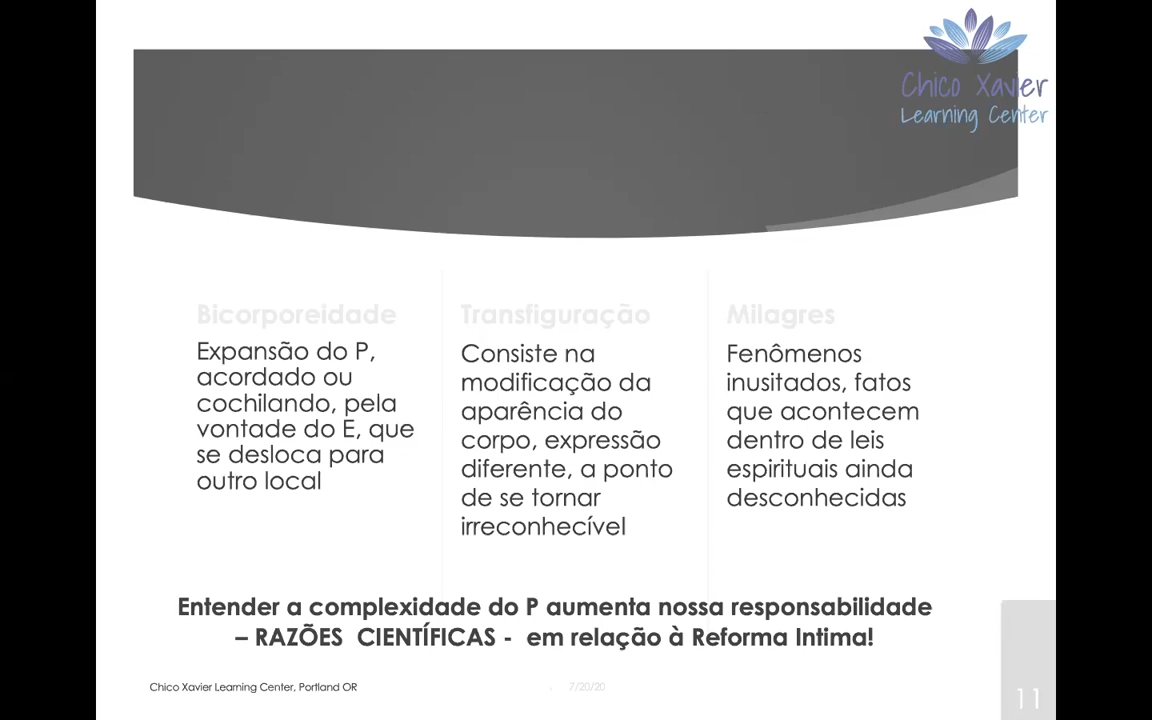 Chico Xavier
Learning Center
Bicorporeidade
Expansão do P,
acordado ou
cochilando, pela
vontade do E, que
se desloca para
outro local
Transfiguração
Consiste na
modificação da
aparência do
corpo, expressão
diferente, a ponto
de se tornar
irreconhecível
Milagres
Fenômenos
inusitados, fatos
que acontecem
dentro de leis
espirituais ainda
desconhecidas
Entender a complexidade do P aumenta nossa responsabilidade
– RAZÕES CIENTÍFICAS - em relação à Reforma Intima!
Chico Xavier Learning Center, Portland OR
. 7/20/20
11